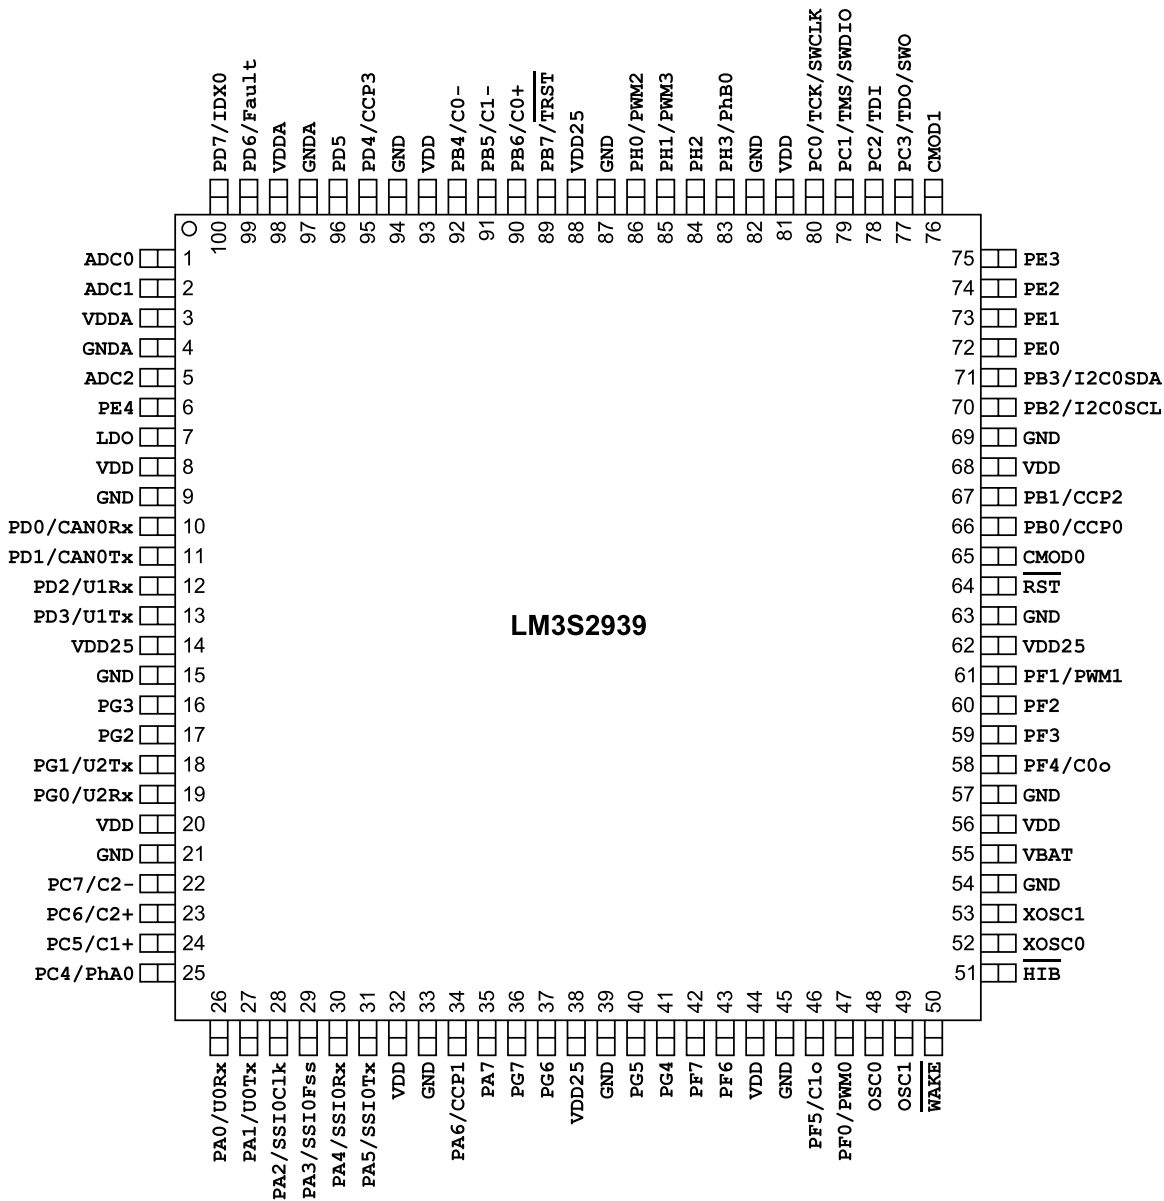 PD7/IDX0
PD6/Fault
VDDA
GNDA
PD5
PD4/CCP3
GND
VDD
PB4/C0-
PB5/C1-
PB6/C0+
PB7/TRST
VDD25
GND
PH0/PWM2
PH1/PWM3
PH2
PH3/PhB0
GND
VDD
PC0/TCK/SWCLK
PC1/TMS/SWDIO
PC2/TDI
PC3/TDO/SWO
CMOD1
100
99
98
97
96
95
94
93
92
91
90
89
88
87
86
85
84
83
82
81
80
79
78
77
76
ADC0 1
ADC1 2
VDDA 3
GNDA 4
ADC2 5
PE4 6
LDO 7
VDD 8
GND 9
PD0/CAN0Rx 10
PD1/CAN0Tx 11
PD2/U1Rx 12
PD3/U1Tx 13
VDD25 14
GND 15
PG3 16
PG2 17
PG1/U2Tx 18
PG0/U2Rx 19
VDD 20
GND 21
PC7/C2- 22
PC6/C2+ 23
PC5/C1+ 24
PC4/PhA0 25
LM3S2939
75 PE3
74 PE2
73 PE1
72 PE0
71 PB3/I2C0SDA
70 PB2/I2C0SCL
69 GND
68 VDD
67 PB1/CCP2
66 PB0/CCP0
65 CMOD0
64 RST
63 GND
62 VDD25
61 PF1/PWM1
60 PF2
59 PF3
58 PF4/C0o
57 GND
56 VDD
55 VBAT
54 GND
53 XOSC1
52 XOSC0
51 HIB
26
27
28
29
30
31
32
33
34
35
36
37
38
39
40
41
42
43
44
45
46
47
48
49
50
PA0/U0Rx
PA1/U0Tx
PA2/SSI0Clk
PA3/SSI0Fss
PA4/SSI0Rx
PA5/SSI0Tx
VDD
GND
PA6/CCP1
PA7
PG7
PG6
VDD25
GND
PG5
PG4
PF7
PF6
VDD
GND
PF5/C1o
PF0/PWM0
OSC0
OSC1
WAKE